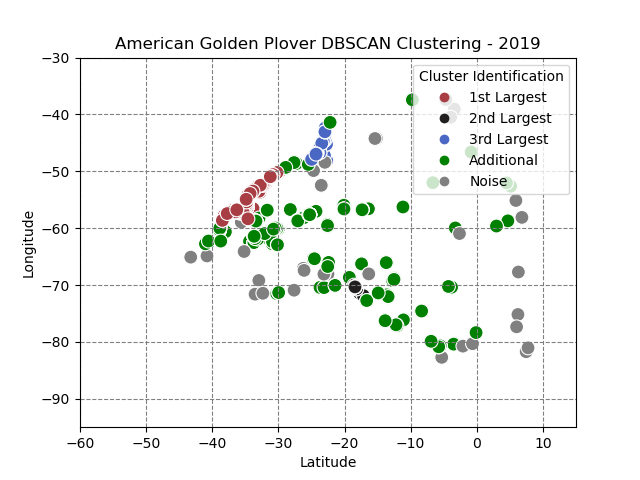 American Golden Plover DBSCAN Clustering - 2019
Cluster Identification
1st Largest
2nd Largest
3rd Largest
Additional
Noise
−30
−40
−50
−60
−70
−80
−90
Longitude
−60
−50
−40
−30
−20
−10
0
10
Latitude